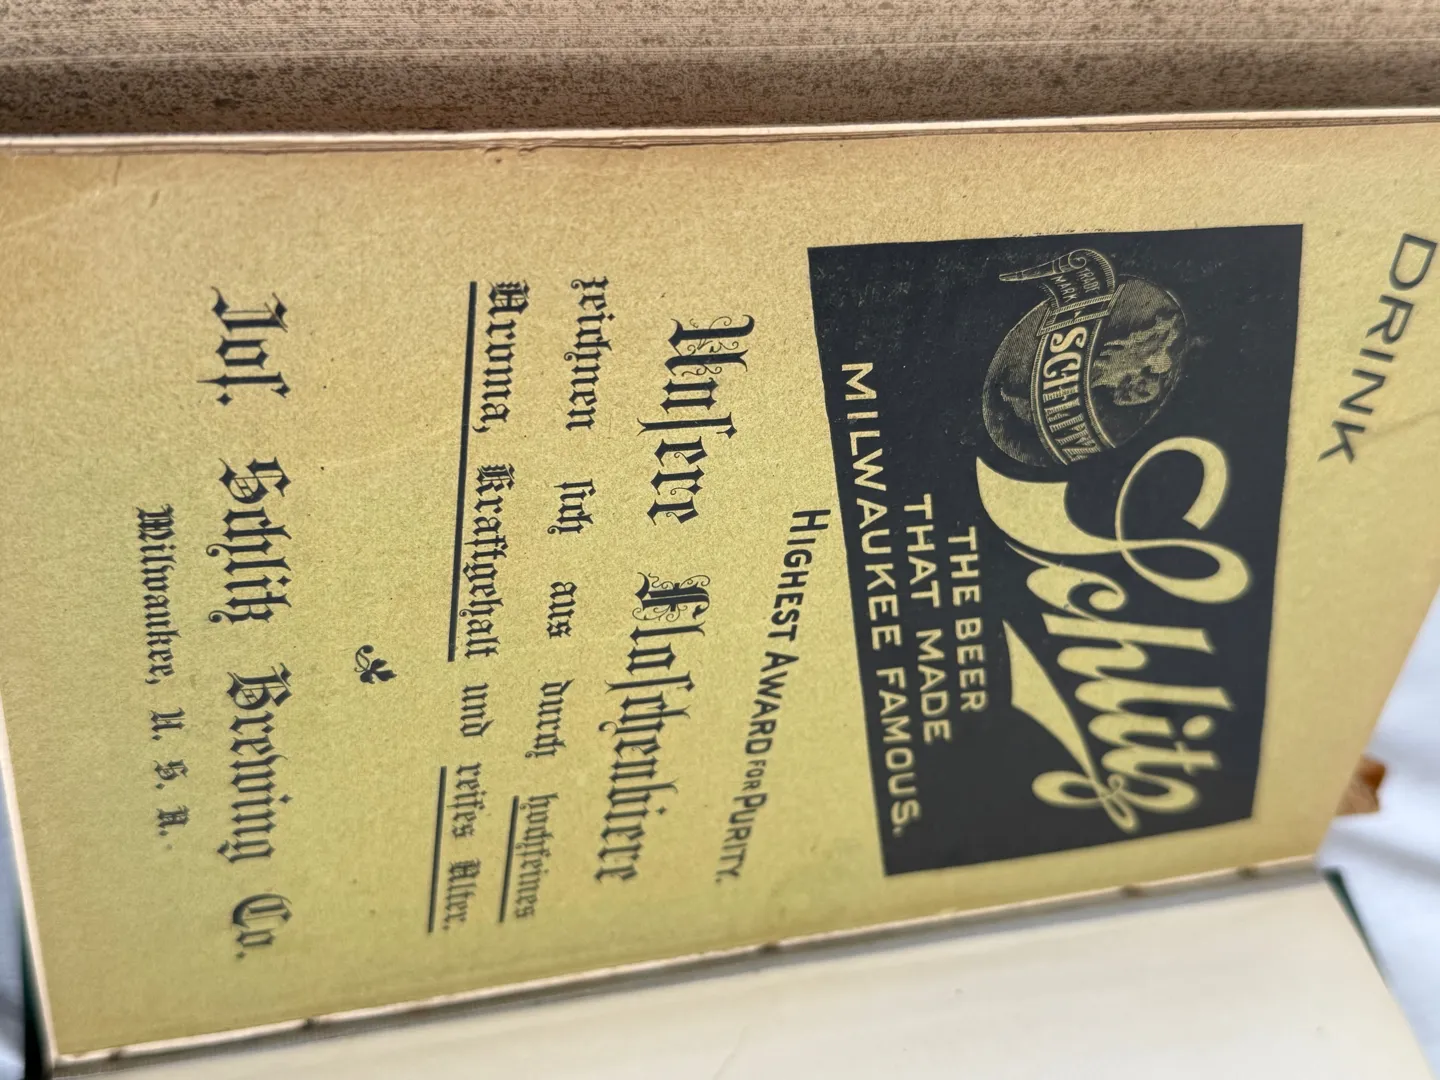 DRINK
TRADE MARK
SCHLITZ
Schlitz
THE BEER
THAT MADE
MILWAUKEE FAMOUS.
HIGHEST AWARD FOR PURITY.
Unſere Flaſchenbiere
zeichnen ſich aus durch hochfeines
Aroma, Kraftgehalt und reifes Alter.
Joſ. Schlitz Brewing Co.
Milwaukee, U. S. A.